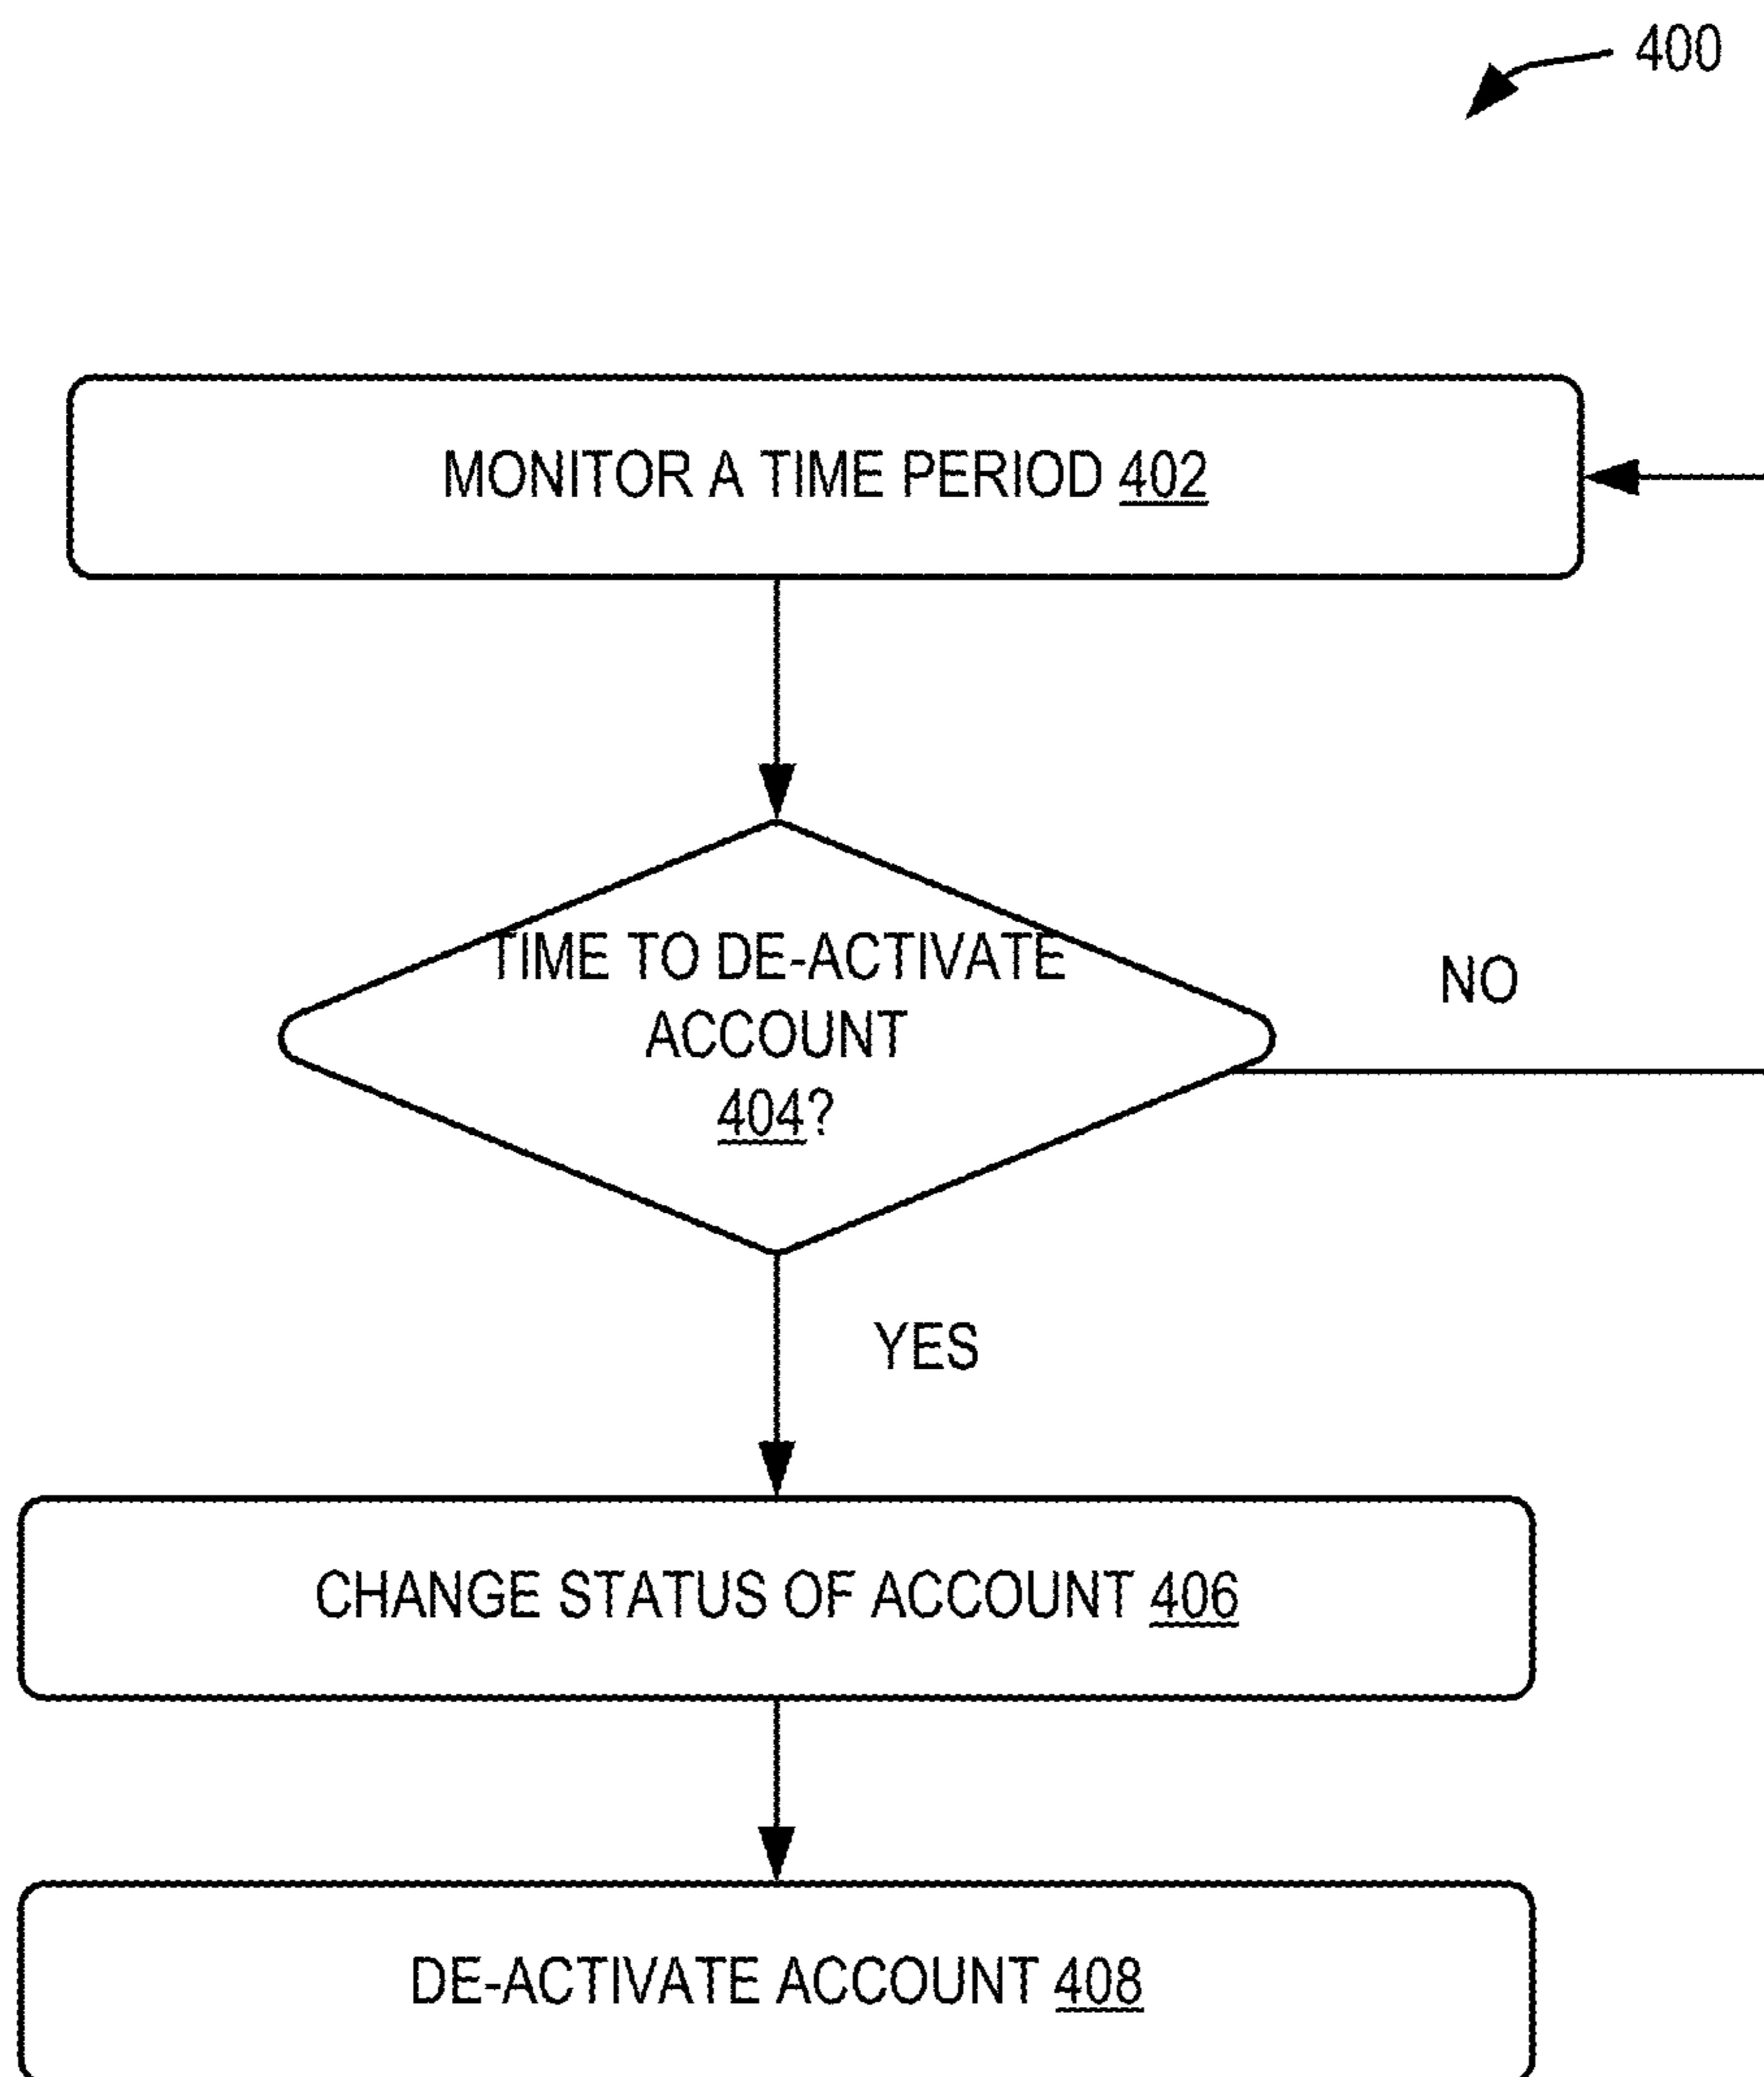 400
MONITOR A TIME PERIOD 402
TIME TO DE-ACTIVATE
ACCOUNT
404?
NO
YES
CHANGE STATUS OF ACCOUNT 406
DE-ACTIVATE ACCOUNT 408